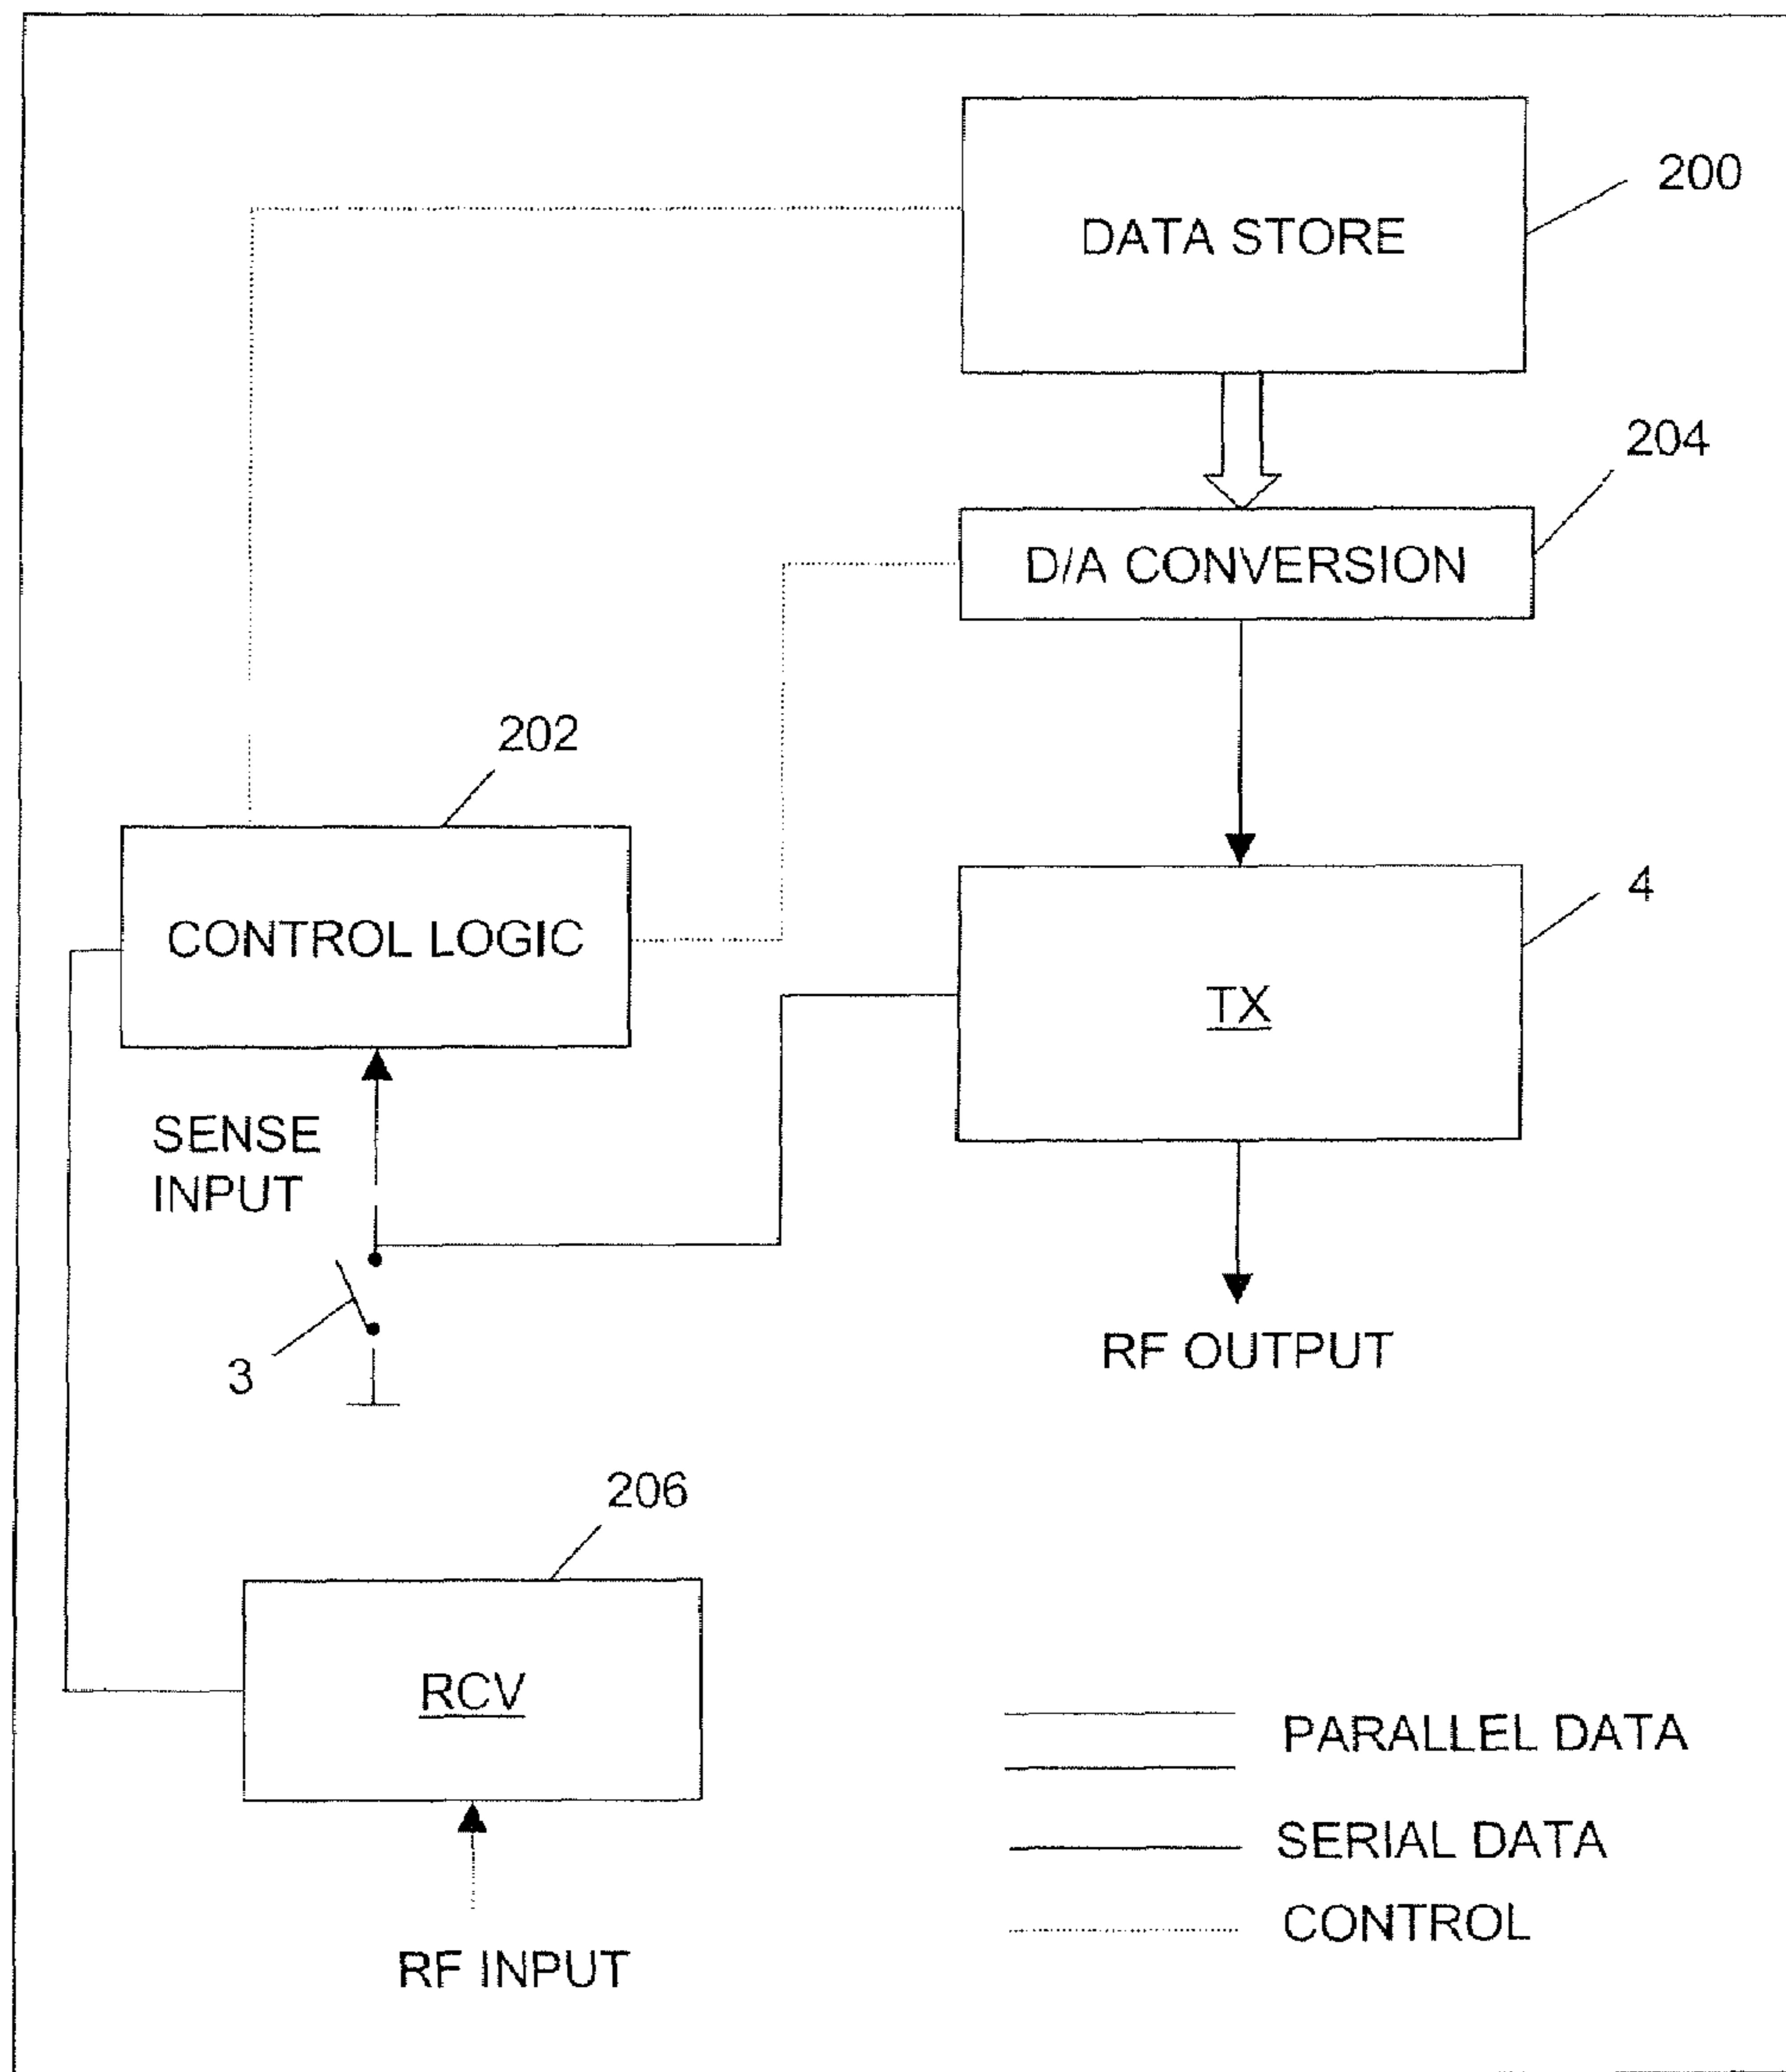 DATA STORE
200
204
D/A CONVERSION
202
CONTROL LOGIC
4
TX
SENSE
INPUT
3
RF OUTPUT
206
RCV
RF INPUT
PARALLEL DATA
SERIAL DATA
CONTROL